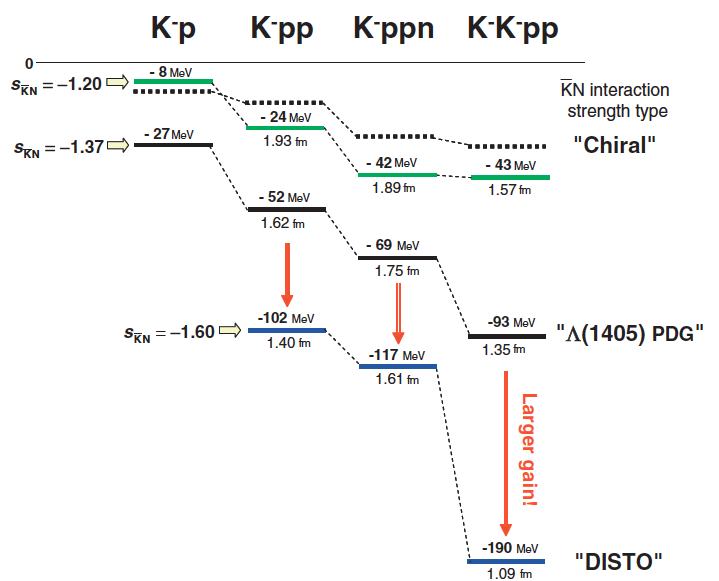 K-p K-pp K-ppn K-K-pp
0
- 8 MeV
sK̅N = -1.20
K̅N interaction
strength type
- 24 MeV
1.93 fm
"Chiral"
- 27 MeV
sK̅N = -1.37
- 42 MeV
1.89 fm
- 43 MeV
1.57 fm
- 52 MeV
1.62 fm
- 69 MeV
1.75 fm
-102 MeV
sK̅N = -1.60
1.40 fm
-93 MeV
1.35 fm
"Λ(1405) PDG"
-117 MeV
1.61 fm
Larger gain!
-190 MeV
1.09 fm
"DISTO"